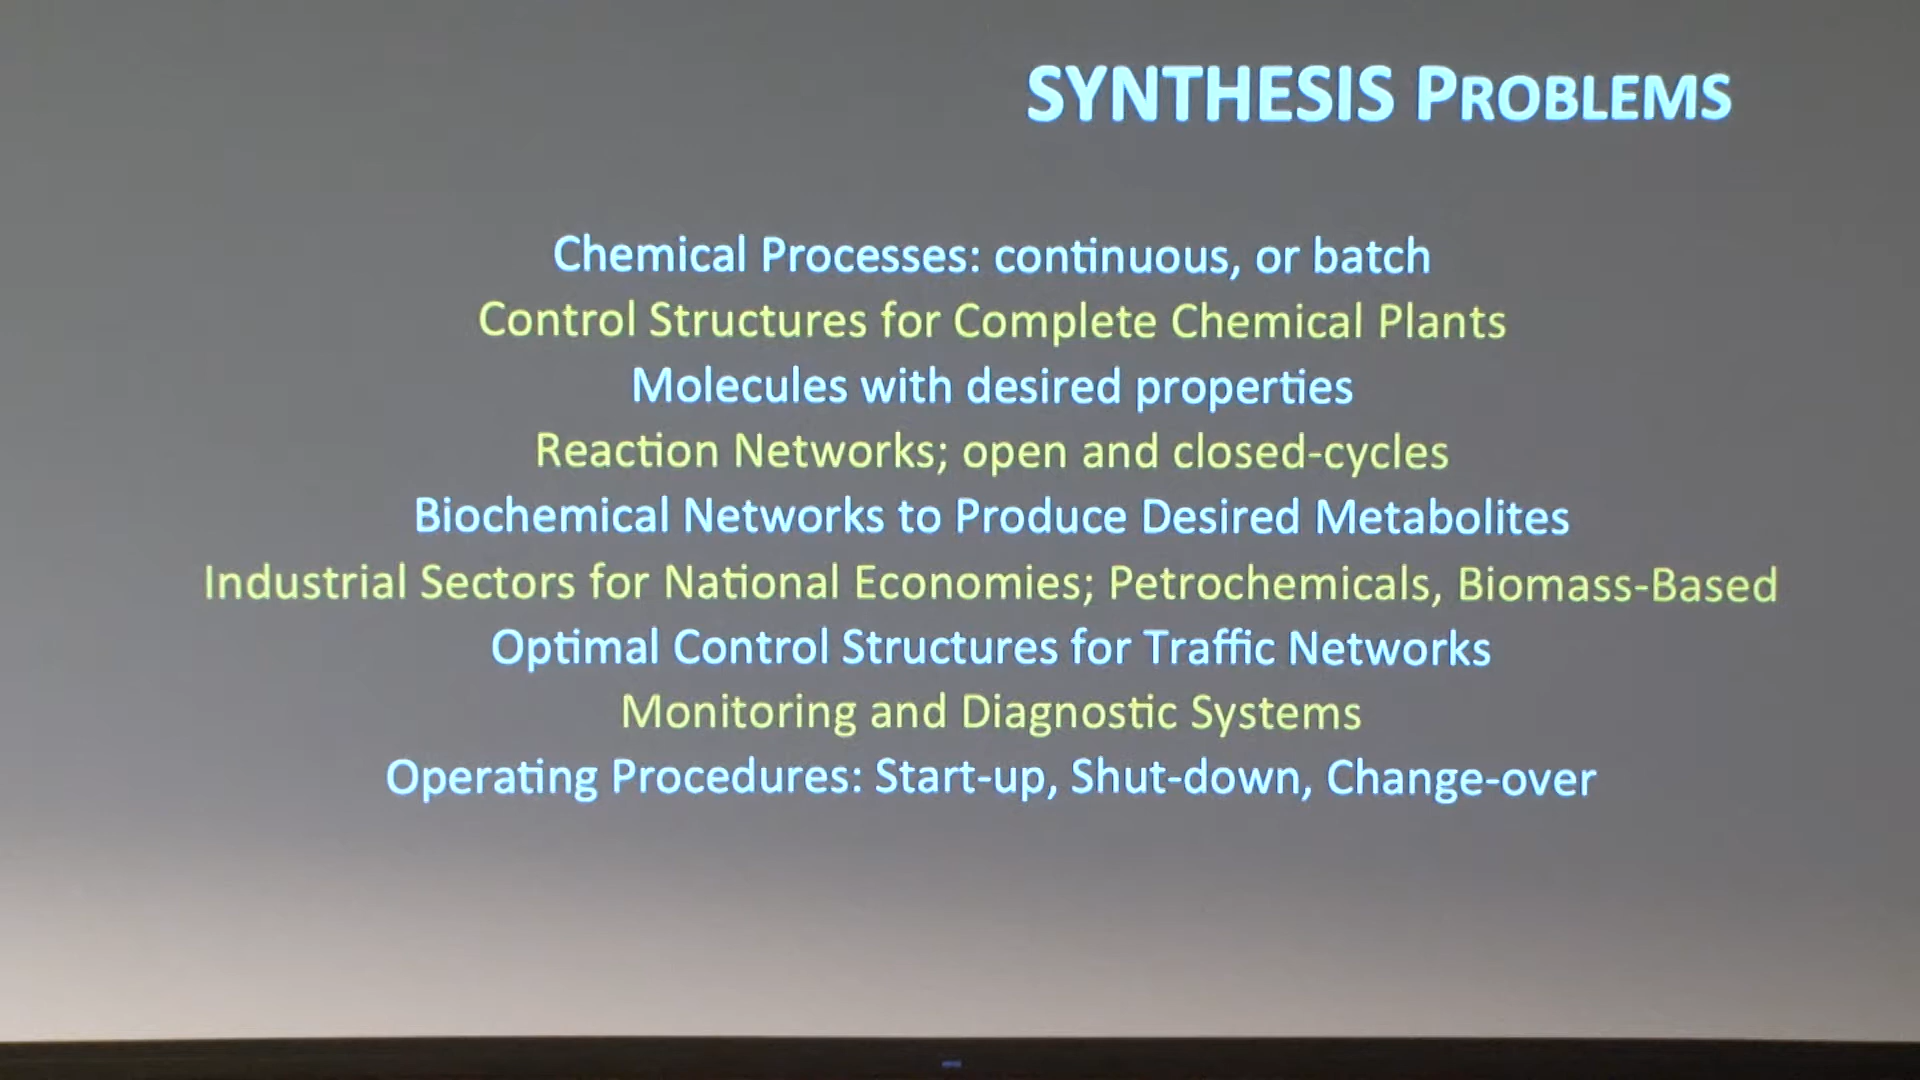 SYNTHESIS PROBLEMS
Chemical Processes: continuous, or batch
Control Structures for Complete Chemical Plants
Molecules with desired properties
Reaction Networks; open and closed-cycles
Biochemical Networks to Produce Desired Metabolites
Industrial Sectors for National Economies; Petrochemicals, Biomass-Based
Optimal Control Structures for Traffic Networks
Monitoring and Diagnostic Systems
Operating Procedures: Start-up, Shut-down, Change-over